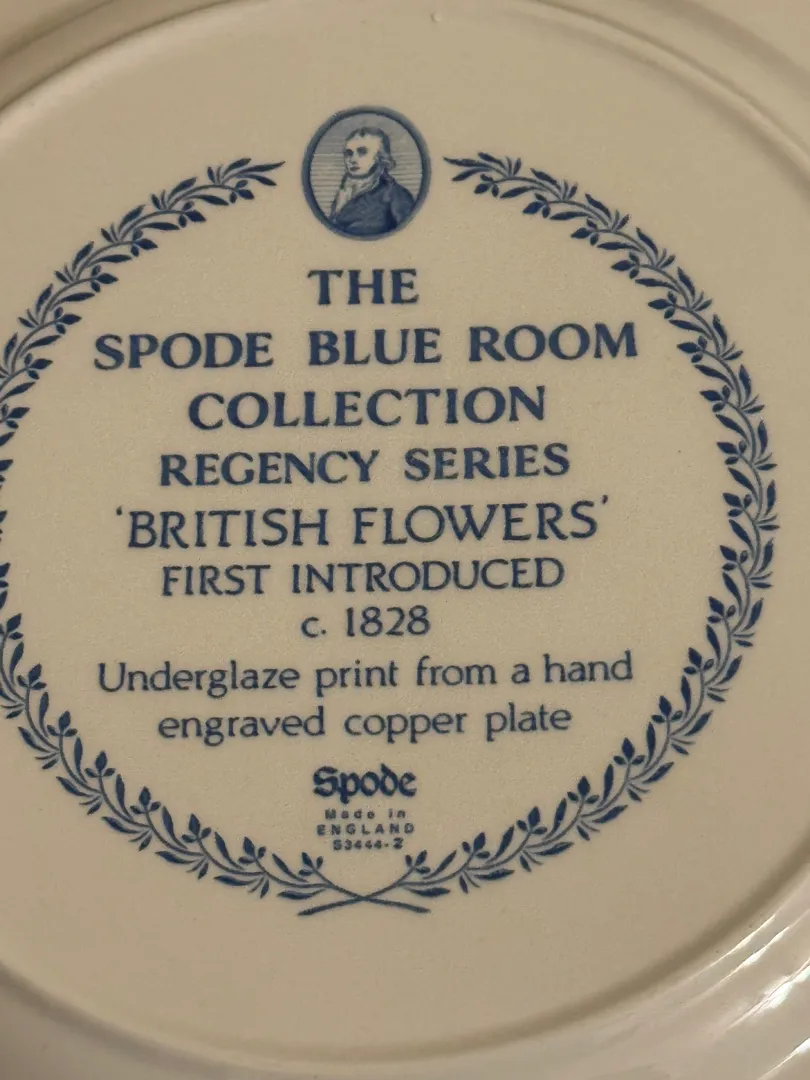 THE
SPODE BLUE ROOM
COLLECTION
REGENCY SERIES
'BRITISH FLOWERS'
FIRST INTRODUCED
c. 1828
Underglaze print from a hand
engraved copper plate
Spode
Made in
ENGLAND
S3444-2